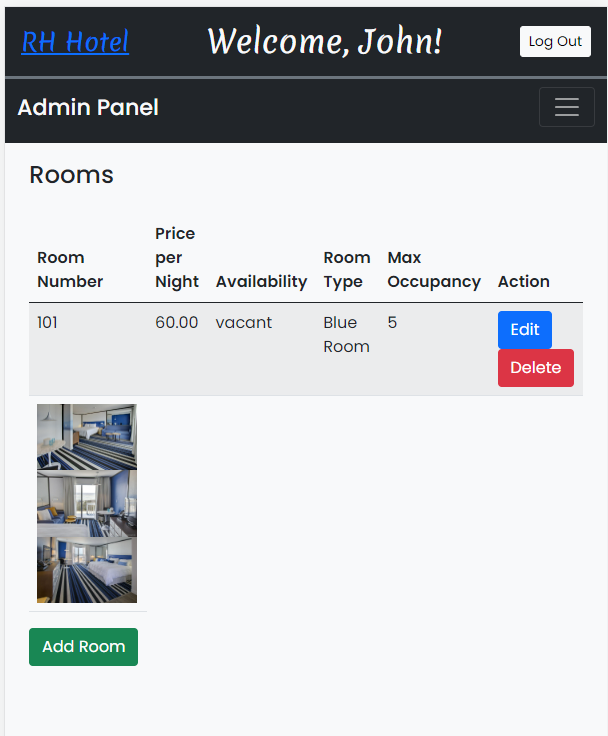 RH Hotel Welcome, John! Log Out
Admin Panel
Rooms
Room Number Price per Night Availability Room Type Max Occupancy Action
101 60.00 vacant Blue Room 5 Edit
Delete
Add Room